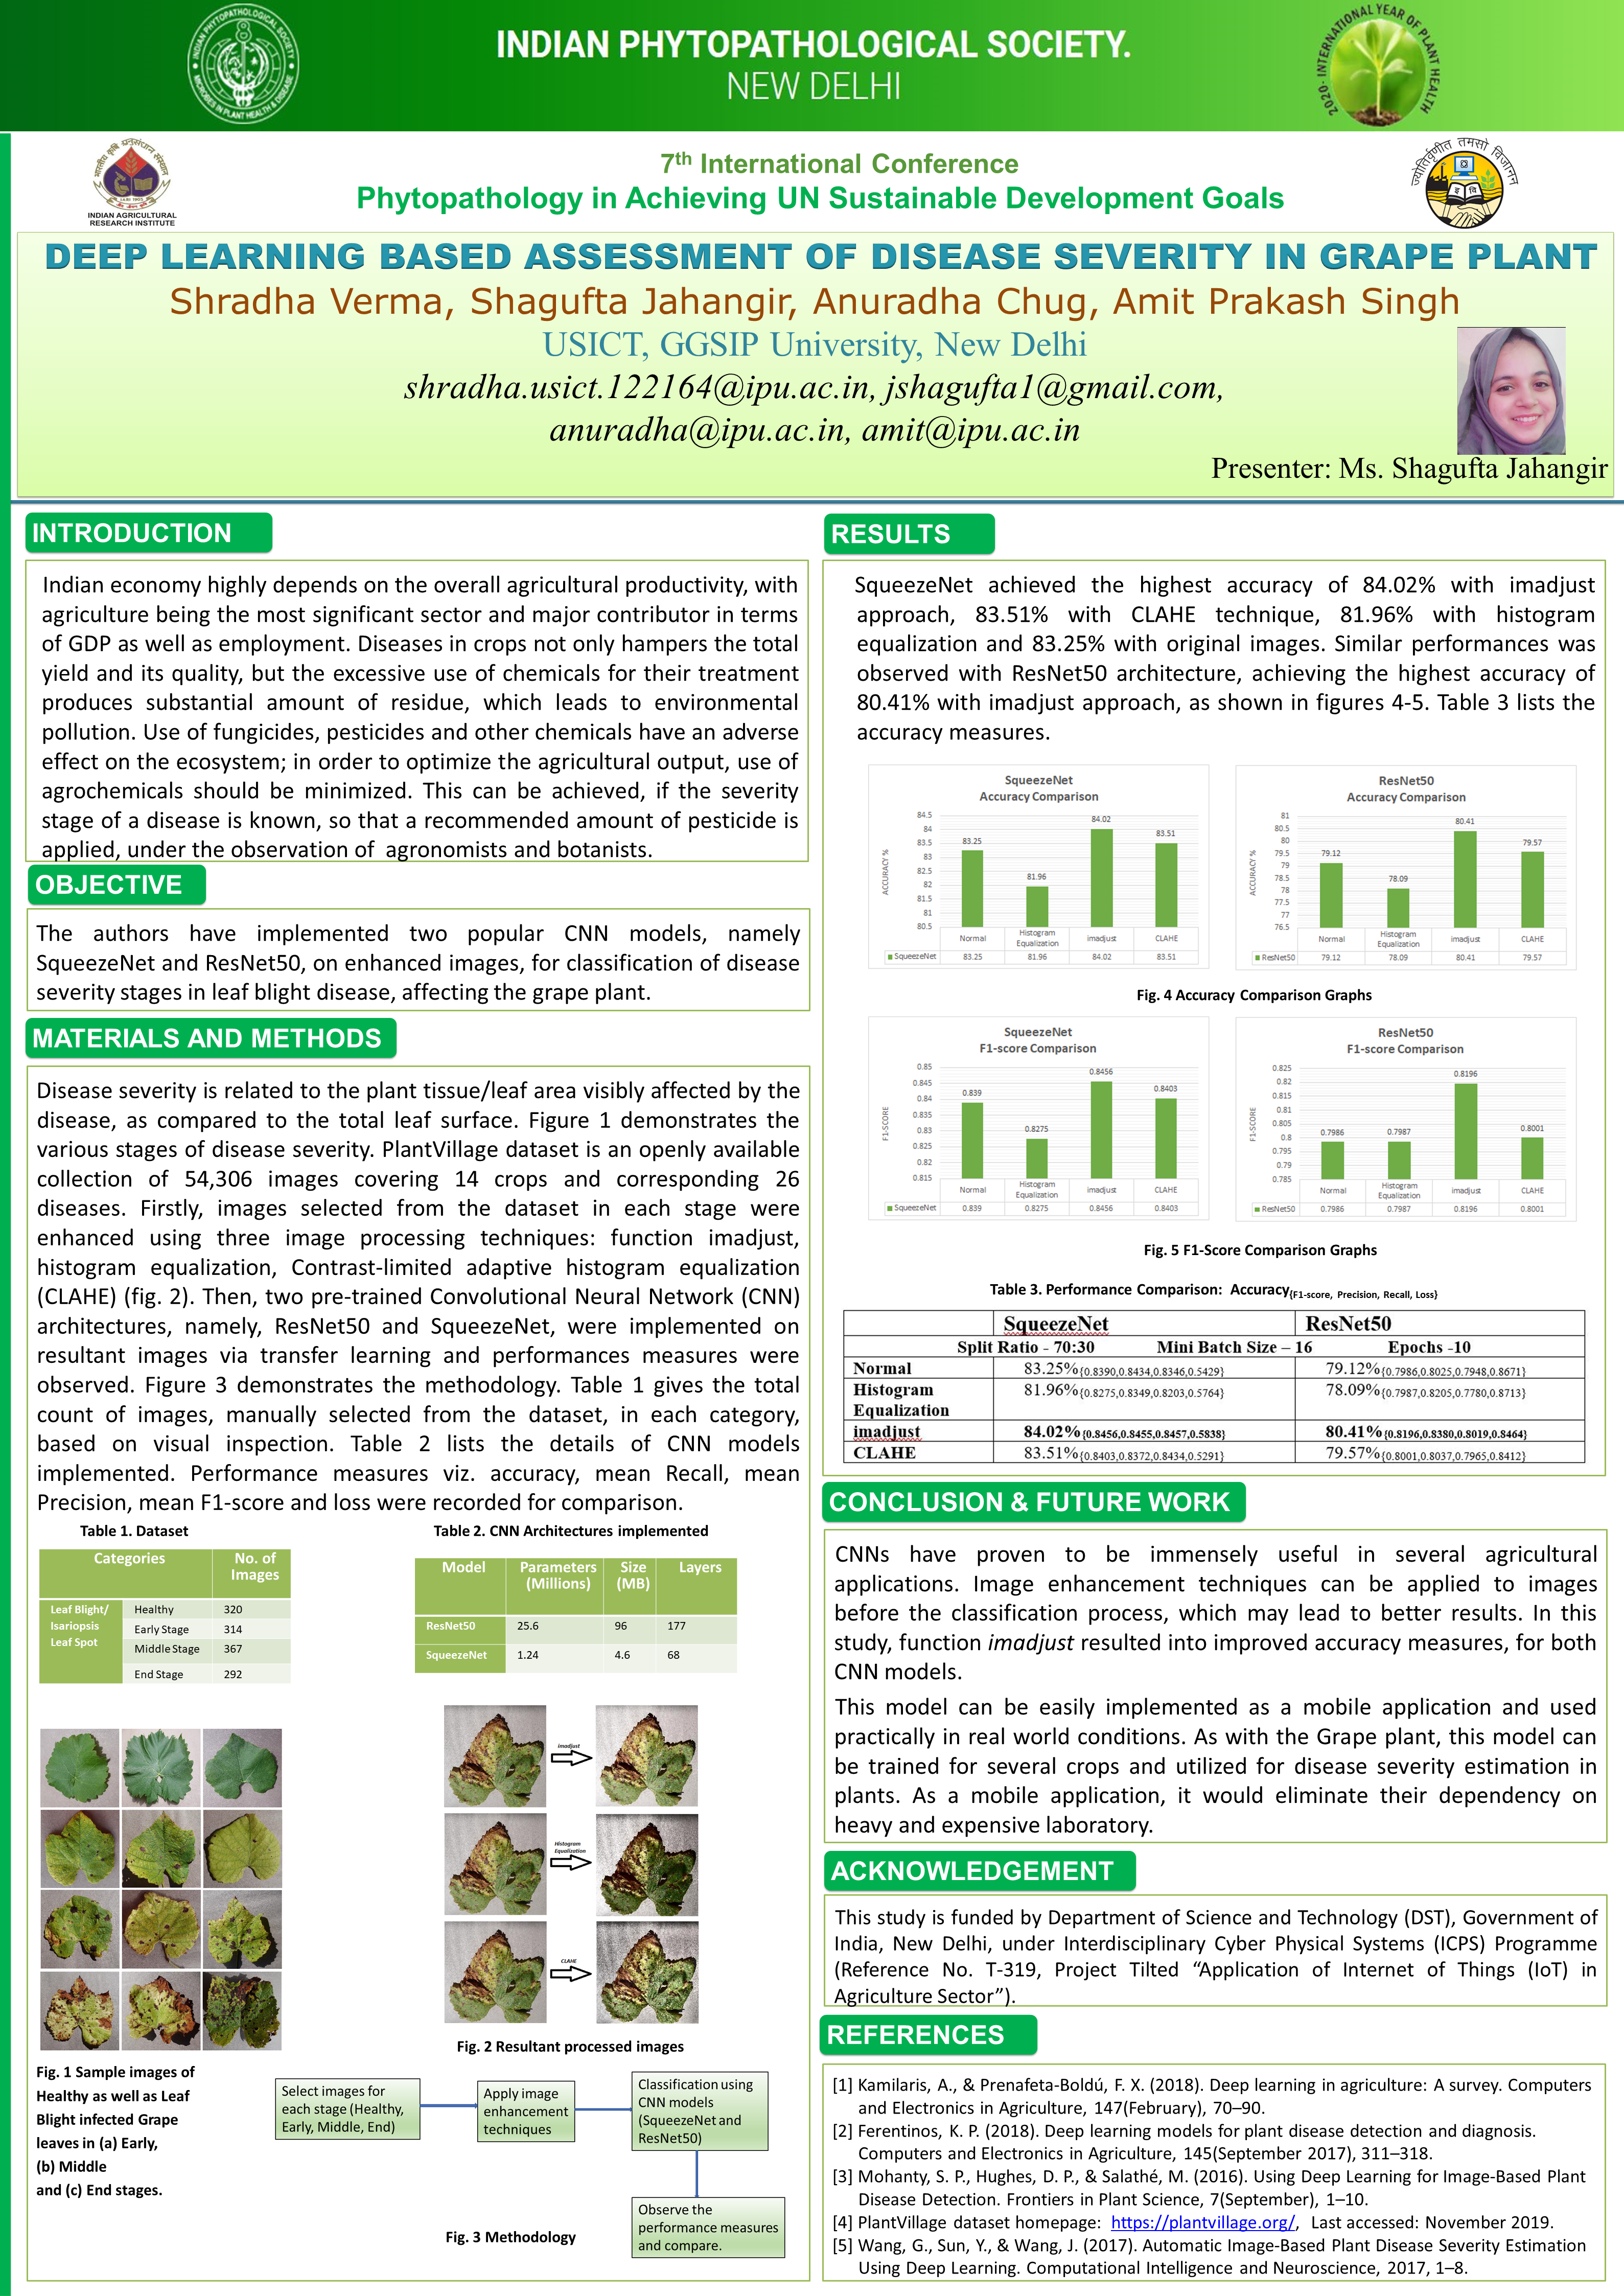 INDIAN PHYTOPATHOLOGICAL SOCIETY
MICROBES IN PLANT HEALTH & DISEASE
INDIAN PHYTOPATHOLOGICAL SOCIETY.
NEW DELHI
2020- INTERNATIONAL YEAR OF PLANT HEALTH
INDIAN AGRICULTURAL
RESEARCH INSTITUTE
7th International Conference
Phytopathology in Achieving UN Sustainable Development Goals
ज्योतिर्वृणीत तमसो विजानन
DEEP LEARNING BASED ASSESSMENT OF DISEASE SEVERITY IN GRAPE PLANT
Shradha Verma, Shagufta Jahangir, Anuradha Chug, Amit Prakash Singh
USICT, GGSIP University, New Delhi
shradha.usict.122164@ipu.ac.in, jshagufta1@gmail.com,
anuradha@ipu.ac.in, amit@ipu.ac.in
Presenter: Ms. Shagufta Jahangir
INTRODUCTION
Indian economy highly depends on the overall agricultural productivity, with
agriculture being the most significant sector and major contributor in terms
of GDP as well as employment. Diseases in crops not only hampers the total
yield and its quality, but the excessive use of chemicals for their treatment
produces substantial amount of residue, which leads to environmental
pollution. Use of fungicides, pesticides and other chemicals have an adverse
effect on the ecosystem; in order to optimize the agricultural output, use of
agrochemicals should be minimized. This can be achieved, if the severity
stage of a disease is known, so that a recommended amount of pesticide is
applied, under the observation of agronomists and botanists.
OBJECTIVE
The authors have implemented two popular CNN models, namely
SqueezeNet and ResNet50, on enhanced images, for classification of disease
severity stages in leaf blight disease, affecting the grape plant.
MATERIALS AND METHODS
Disease severity is related to the plant tissue/leaf area visibly affected by the
disease, as compared to the total leaf surface. Figure 1 demonstrates the
various stages of disease severity. PlantVillage dataset is an openly available
collection of 54,306 images covering 14 crops and corresponding 26
diseases. Firstly, images selected from the dataset in each stage were
enhanced using three image processing techniques: function imadjust,
histogram equalization, Contrast-limited adaptive histogram equalization
(CLAHE) (fig. 2). Then, two pre-trained Convolutional Neural Network (CNN)
architectures, namely, ResNet50 and SqueezeNet, were implemented on
resultant images via transfer learning and performances measures were
observed. Figure 3 demonstrates the methodology. Table 1 gives the total
count of images, manually selected from the dataset, in each category,
based on visual inspection. Table 2 lists the details of CNN models
implemented. Performance measures viz. accuracy, mean Recall, mean
Precision, mean F1-score and loss were recorded for comparison.
Table 1. Dataset
Categories No. of Images
Leaf Blight/ Isariopsis Leaf Spot
Healthy 320
Early Stage 314
Middle Stage 367
End Stage 292
Table 2. CNN Architectures implemented
Model Parameters (Millions) Size (MB) Layers
ResNet50 25.6 96 177
SqueezeNet 1.24 4.6 68
imadjust
Histogram
Equalization
CLAHE
Fig. 2 Resultant processed images
Fig. 1 Sample images of
Healthy as well as Leaf
Blight infected Grape
leaves in (a) Early,
(b) Middle
and (c) End stages.
Select images for
each stage (Healthy,
Early, Middle, End)
Apply image
enhancement
techniques
Classification using
CNN models
(SqueezeNet and
ResNet50)
Observe the
performance measures
and compare.
Fig. 3 Methodology
RESULTS
SqueezeNet achieved the highest accuracy of 84.02% with imadjust
approach, 83.51% with CLAHE technique, 81.96% with histogram
equalization and 83.25% with original images. Similar performances was
observed with ResNet50 architecture, achieving the highest accuracy of
80.41% with imadjust approach, as shown in figures 4-5. Table 3 lists the
accuracy measures.
SqueezeNet
Accuracy Comparison
ACCURACY %
84.5
84
83.5
83
82.5
82
81.5
81
80.5
83.25 81.96 84.02 83.51
Normal Histogram Equalization imadjust CLAHE
SqueezeNet 83.25 81.96 84.02 83.51
ResNet50
Accuracy Comparison
ACCURACY %
81
80.5
80
79.5
79
78.5
78
77.5
77
76.5
79.12 78.09 80.41 79.57
Normal Histogram Equalization imadjust CLAHE
ResNet50 79.12 78.09 80.41 79.57
Fig. 4 Accuracy Comparison Graphs
SqueezeNet
F1-score Comparison
F1-SCORE
0.85
0.845
0.84
0.835
0.83
0.825
0.82
0.815
0.839 0.8275 0.8456 0.8403
Normal Histogram Equalization imadjust CLAHE
SqueezeNet 0.839 0.8275 0.8456 0.8403
ResNet50
F1-score Comparison
F1-SCORE
0.825
0.82
0.815
0.81
0.805
0.8
0.795
0.79
0.785
0.7986 0.7987 0.8196 0.8001
Normal Histogram Equalization imadjust CLAHE
ResNet50 0.7986 0.7987 0.8196 0.8001
Fig. 5 F1-Score Comparison Graphs
Table 3. Performance Comparison: Accuracy{F1-score, Precision, Recall, Loss}
SqueezeNet ResNet50
Split Ratio - 70:30 Mini Batch Size – 16 Epochs -10
Normal 83.25%{0.8390,0.8434,0.8346,0.5429} 79.12%{0.7986,0.8025,0.7948,0.8671}
Histogram Equalization 81.96%{0.8275,0.8349,0.8203,0.5764} 78.09%{0.7987,0.8205,0.7780,0.8713}
imadjust 84.02%{0.8456,0.8455,0.8457,0.5838} 80.41%{0.8196,0.8380,0.8019,0.8464}
CLAHE 83.51%{0.8403,0.8372,0.8434,0.5291} 79.57%{0.8001,0.8037,0.7965,0.8412}
CONCLUSION & FUTURE WORK
CNNs have proven to be immensely useful in several agricultural
applications. Image enhancement techniques can be applied to images
before the classification process, which may lead to better results. In this
study, function imadjust resulted into improved accuracy measures, for both
CNN models.
This model can be easily implemented as a mobile application and used
practically in real world conditions. As with the Grape plant, this model can
be trained for several crops and utilized for disease severity estimation in
plants. As a mobile application, it would eliminate their dependency on
heavy and expensive laboratory.
ACKNOWLEDGEMENT
This study is funded by Department of Science and Technology (DST), Government of
India, New Delhi, under Interdisciplinary Cyber Physical Systems (ICPS) Programme
(Reference No. T-319, Project Tilted “Application of Internet of Things (IoT) in
Agriculture Sector”).
REFERENCES
[1] Kamilaris, A., & Prenafeta-Boldú, F. X. (2018). Deep learning in agriculture: A survey. Computers
and Electronics in Agriculture, 147(February), 70–90.
[2] Ferentinos, K. P. (2018). Deep learning models for plant disease detection and diagnosis.
Computers and Electronics in Agriculture, 145(September 2017), 311–318.
[3] Mohanty, S. P., Hughes, D. P., & Salathé, M. (2016). Using Deep Learning for Image-Based Plant
Disease Detection. Frontiers in Plant Science, 7(September), 1–10.
[4] PlantVillage dataset homepage: https://plantvillage.org/, Last accessed: November 2019.
[5] Wang, G., Sun, Y., & Wang, J. (2017). Automatic Image-Based Plant Disease Severity Estimation
Using Deep Learning. Computational Intelligence and Neuroscience, 2017, 1–8.